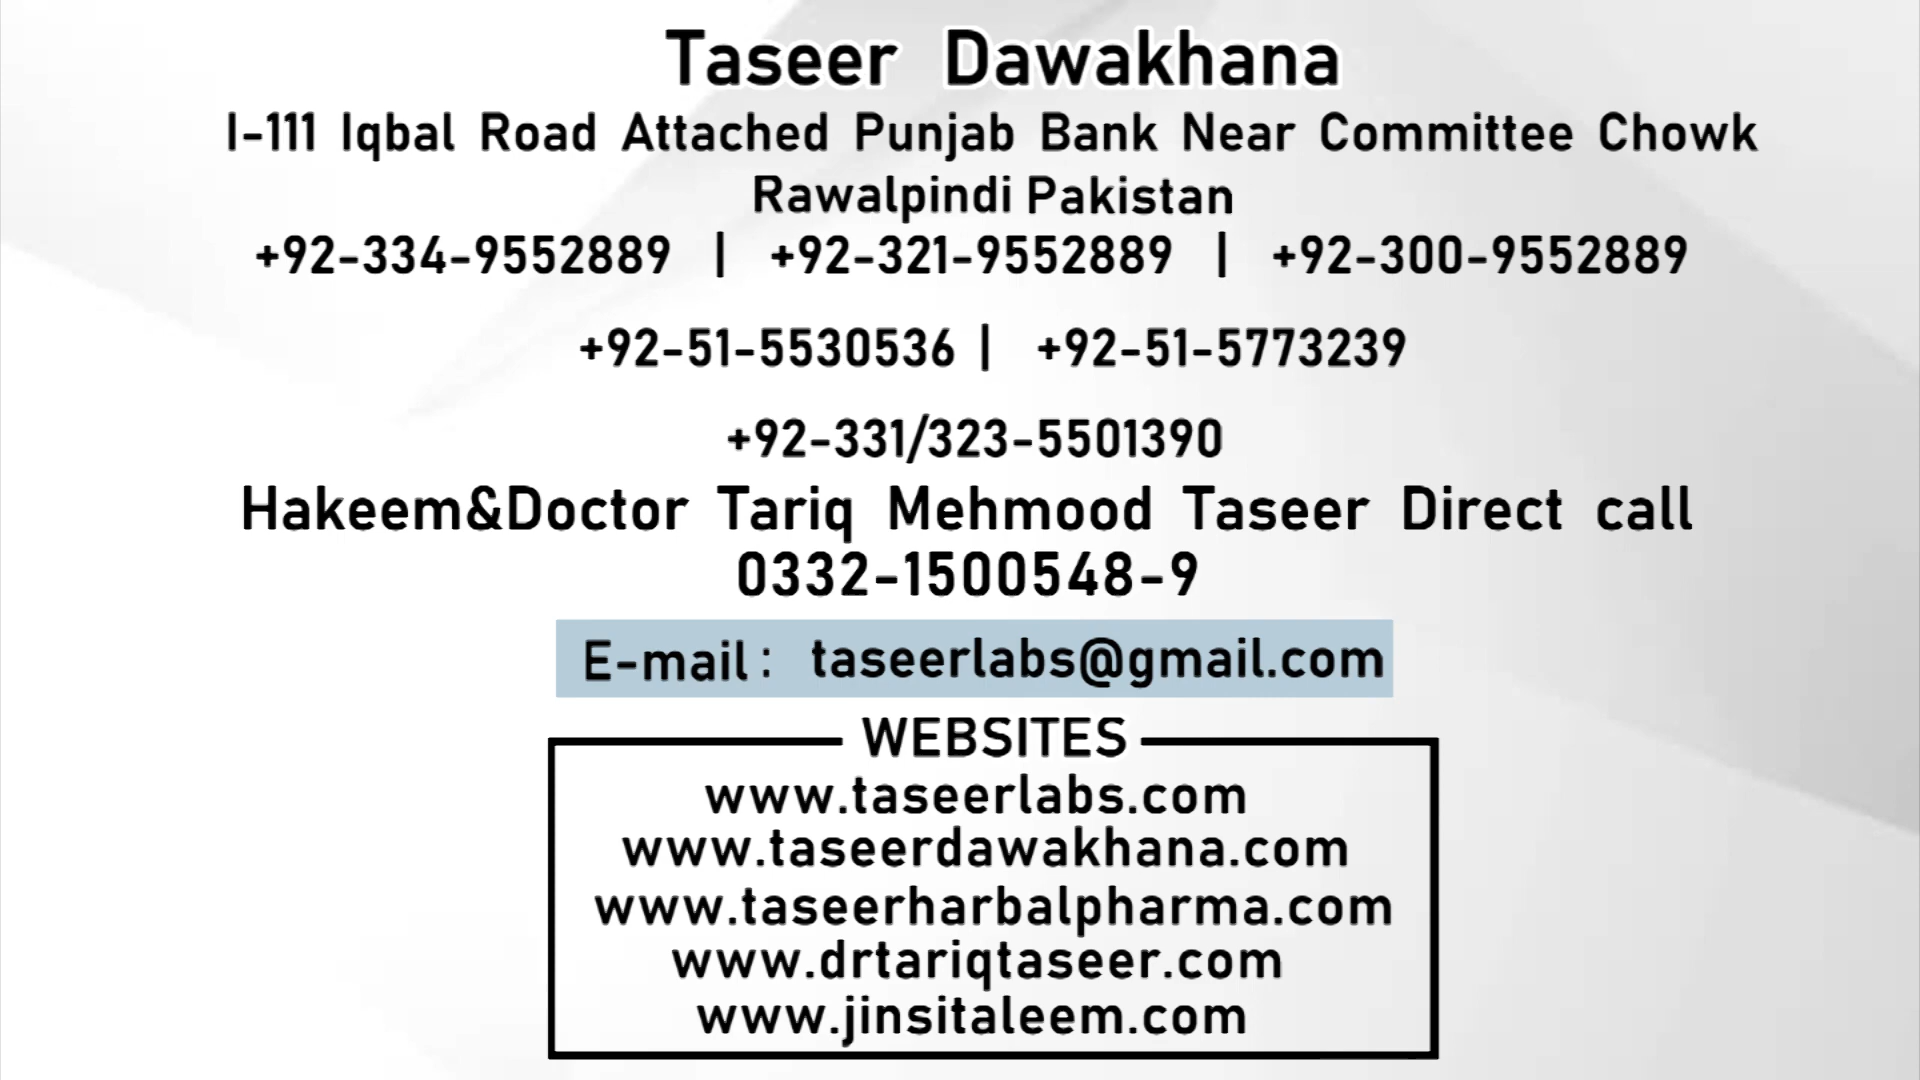 Taseer Dawakhana
I-111 Iqbal Road Attached Punjab Bank Near Committee Chowk
Rawalpindi Pakistan
+92-334-9552889 | +92-321-9552889 | +92-300-9552889
+92-51-5530536 | +92-51-5773239
+92-331/323-5501390
Hakeem&Doctor Tariq Mehmood Taseer Direct call
0332-1500548-9
E-mail : taseerlabs@gmail.com
WEBSITES
www.taseerlabs.com
www.taseerdawakhana.com
www.taseerharbalpharma.com
www.drtariqtaseer.com
www.jinsitaleem.com